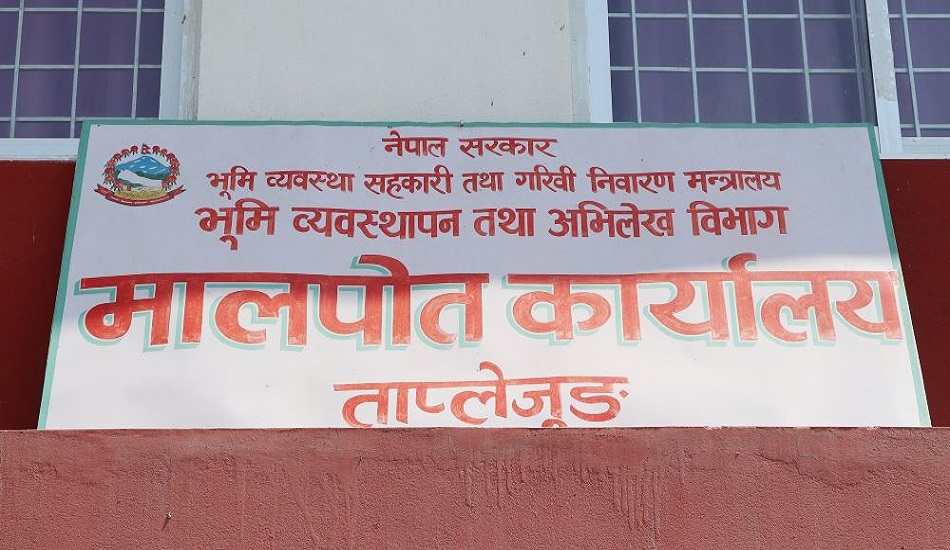 नेपाल सरकार
भूमि व्यवस्था सहकारी तथा गरिवी निवारण मन्त्रालय
भूमि व्यवस्थापन तथा अभिलेख विभाग
मालपोत कार्यालय
ताप्लेजुङ